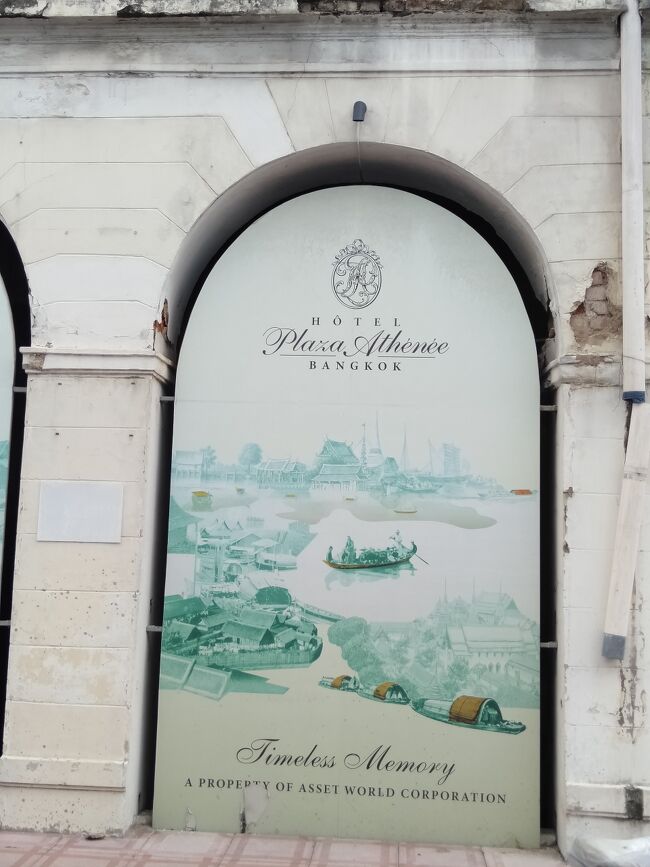 HÔTEL
Plaza Athénée
BANGKOK
Timeless Memory
A PROPERTY OF ASSET WORLD CORPORATION